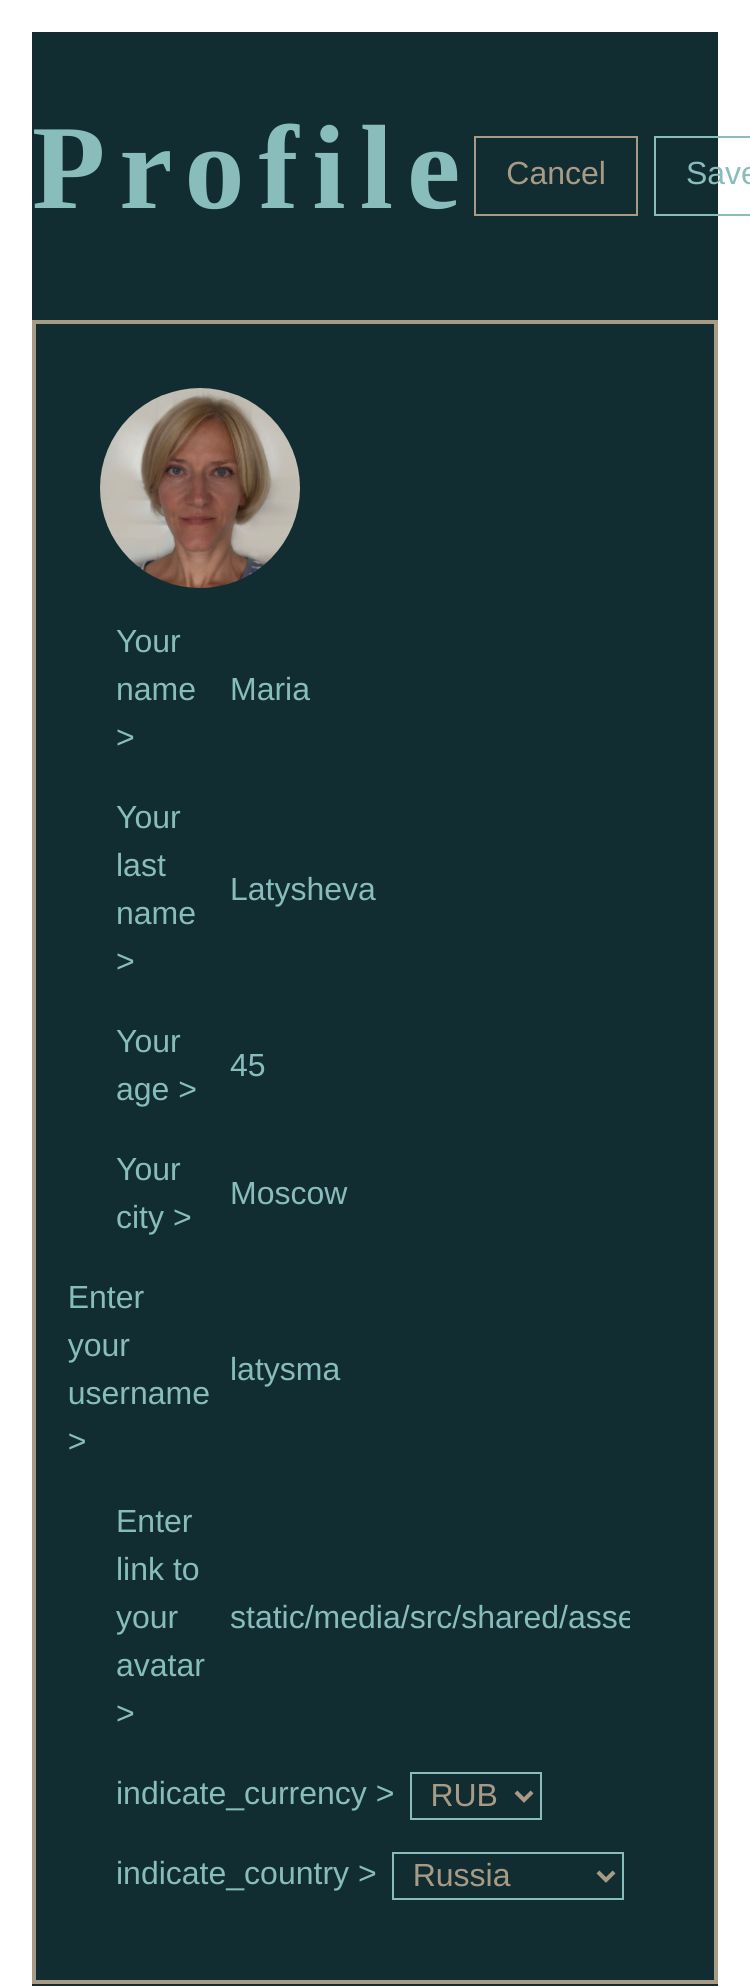 Profile Cancel Save
Your
name Maria
>
Your
last
name Latysheva
>
Your
age > 45
Your
city > Moscow
Enter
your
username latysma
>
Enter
link to
your static/media/src/shared/asse
avatar
>
indicate_currency > RUB
indicate_country > Russia